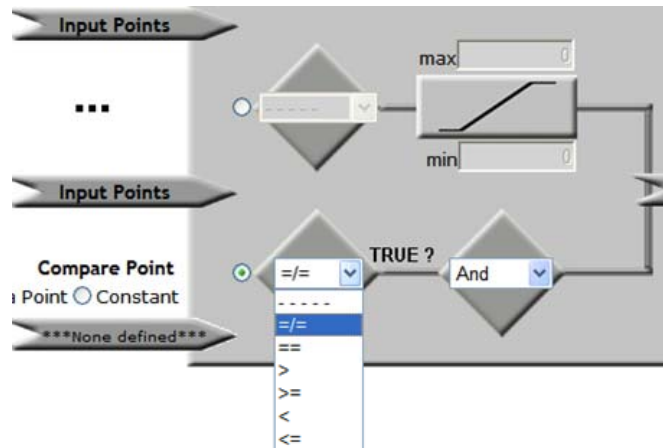 Input Points
max 0
...
- - - - -
min 0
Input Points
TRUE ?
Compare Point
=/=
And
a Point Constant
- - - - -
=/=
***None defined***
==
>
>=
<
<=